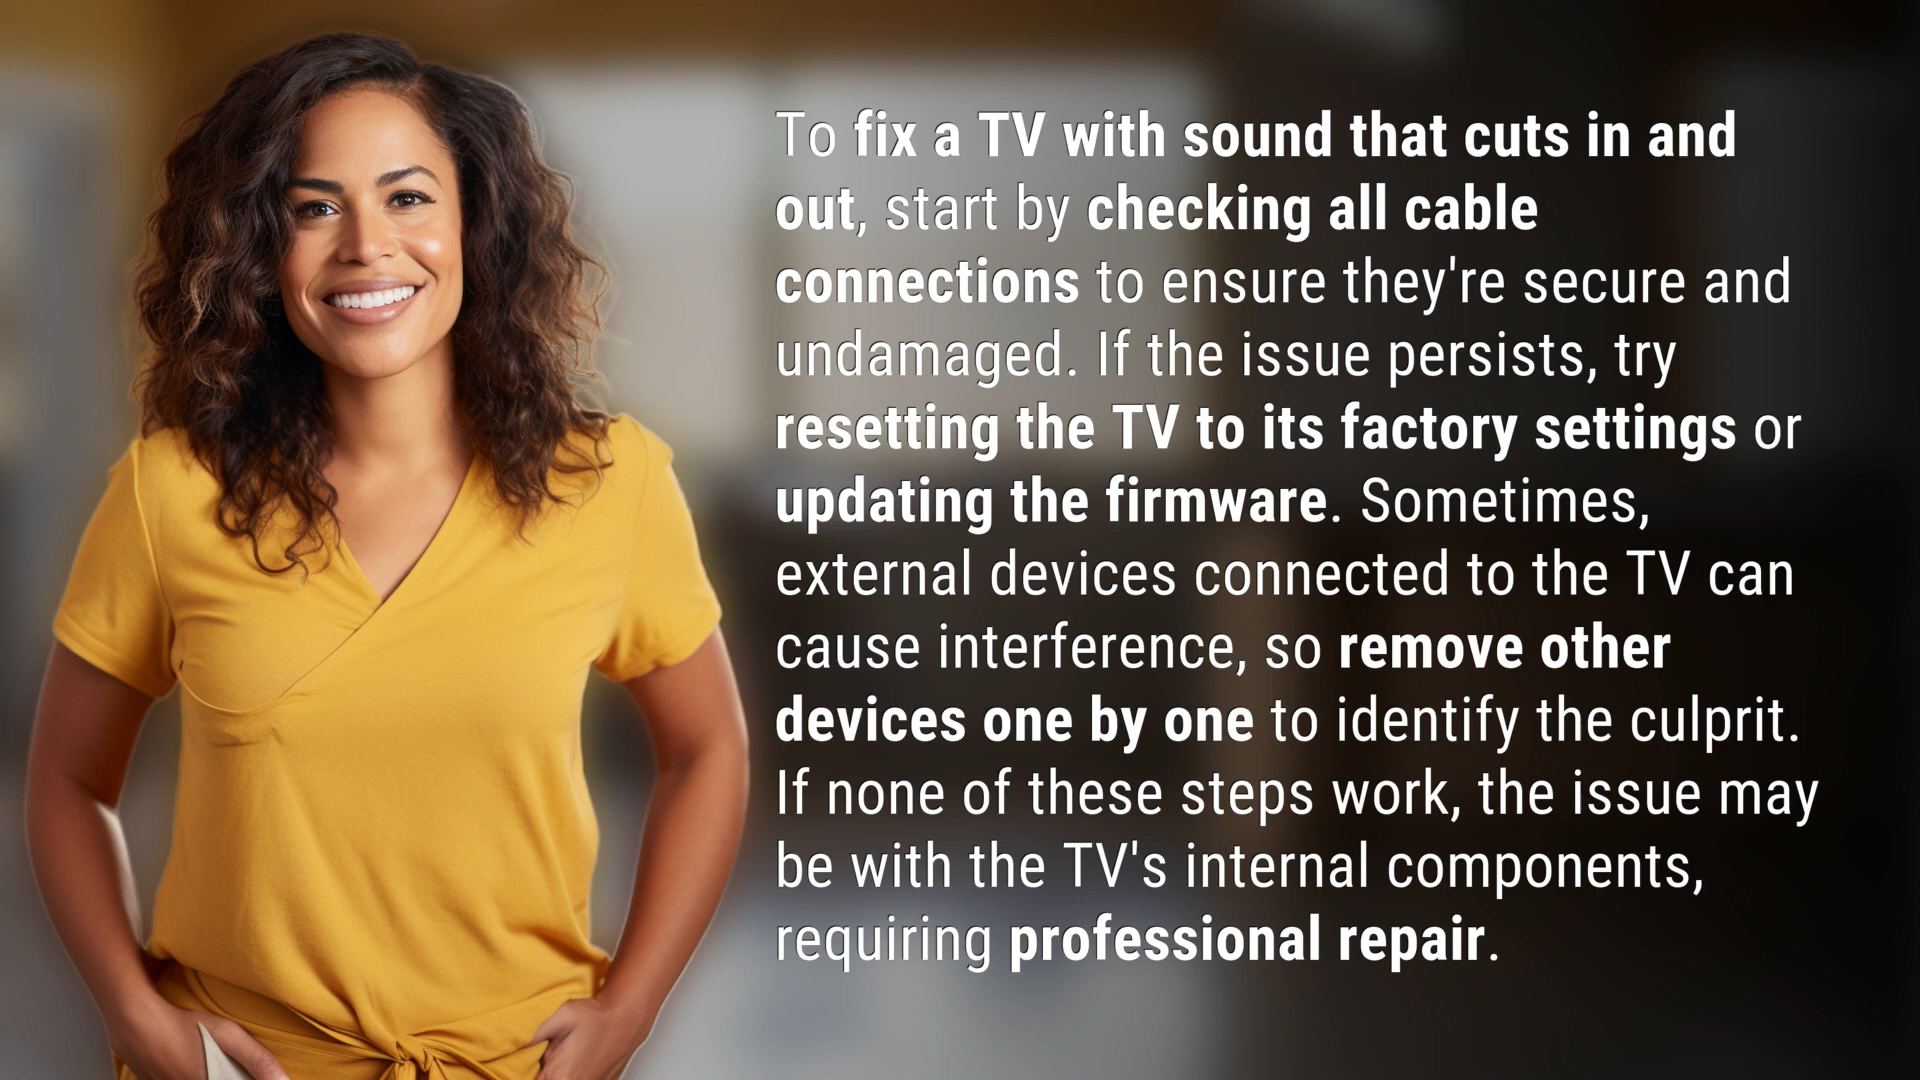 To fix a TV with sound that cuts in and
out, start by checking all cable
connections to ensure they're secure and
undamaged. If the issue persists, try
resetting the TV to its factory settings or
updating the firmware. Sometimes,
external devices connected to the TV can
cause interference, so remove other
devices one by one to identify the culprit.
If none of these steps work, the issue may
be with the TV's internal components,
requiring professional repair.